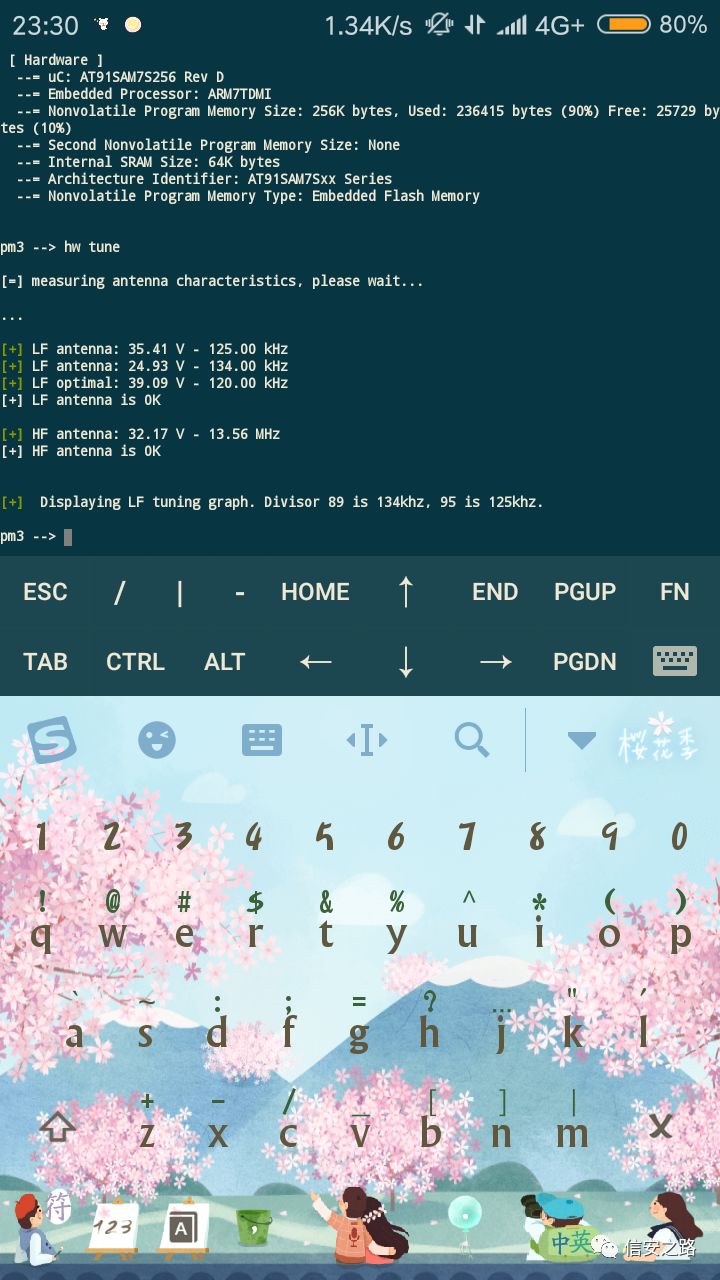 23:30 1.34K/s 4G+ 80%
[ Hardware ]
--= uC: AT91SAM7S256 Rev D
--= Embedded Processor: ARM7TDMI
--= Nonvolatile Program Memory Size: 256K bytes, Used: 236415 bytes (90%) Free: 25729 by
tes (10%)
--= Second Nonvolatile Program Memory Size: None
--= Internal SRAM Size: 64K bytes
--= Architecture Identifier: AT91SAM7Sxx Series
--= Nonvolatile Program Memory Type: Embedded Flash Memory
pm3 --> hw tune
[=] measuring antenna characteristics, please wait...
...
[+] LF antenna: 35.41 V - 125.00 kHz
[+] LF antenna: 24.93 V - 134.00 kHz
[+] LF optimal: 39.09 V - 120.00 kHz
[+] LF antenna is OK
[+] HF antenna: 32.17 V - 13.56 MHz
[+] HF antenna is OK
[+] Displaying LF tuning graph. Divisor 89 is 134khz, 95 is 125khz.
pm3 -->
ESC / | - HOME ↑ END PGUP FN
TAB CTRL ALT ← ↓ → PGDN
S 樱花季
1 2 3 4 5 6 7 8 9 0
! @ # $ & % ^ * ( )
q w e r t y u i o p
` ~ : ; = ? ... " ′
a s d f g h j k l
+ - / _ [ ] |
z x c v b n m x
符 123 A , 中英 信安之路